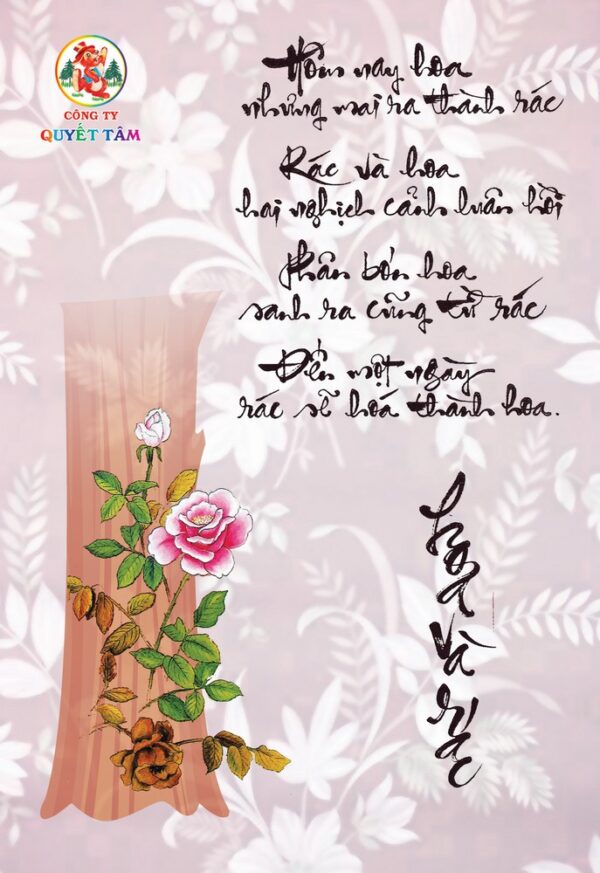 CÔNG TY
QUYẾT TÂM
Hôm nay hoa
nhưng mai ra thành rác
Rác và hoa
hai nghịch cảnh luân hồi
Phân bón hoa
sanh ra cũng từ rác
Đến một ngày
rác sẽ hoá thành hoa.
hoa và rác